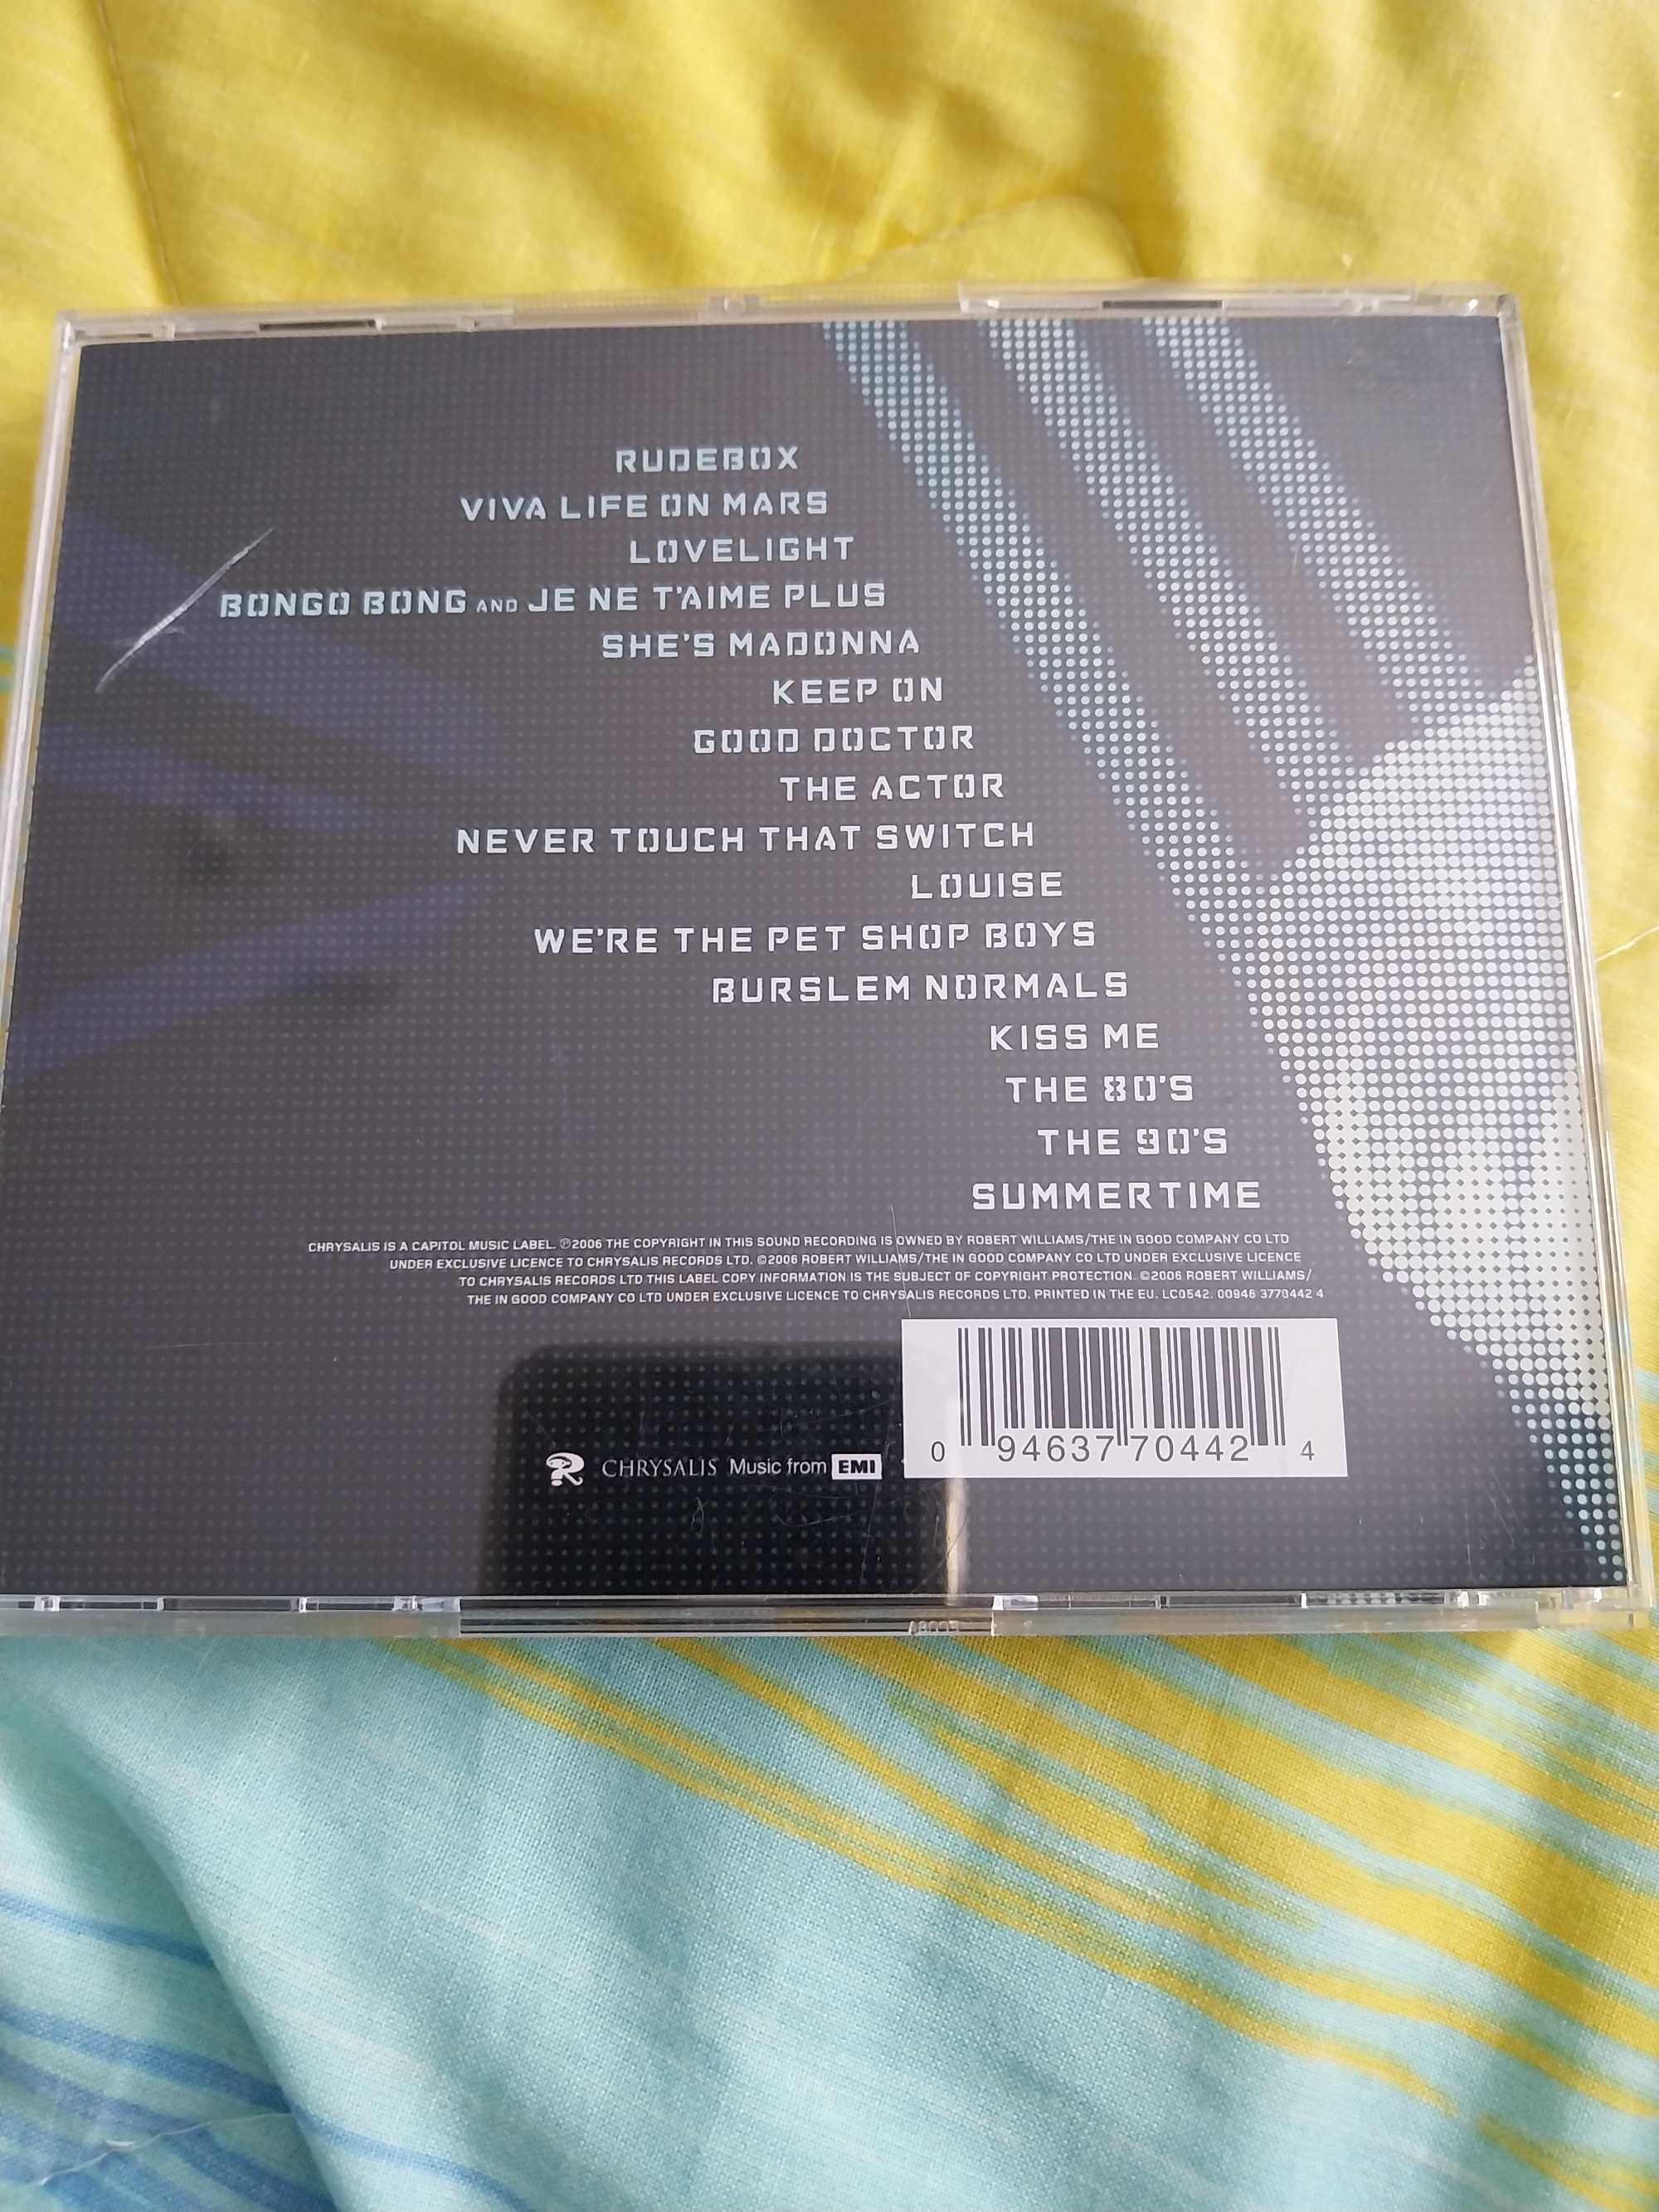 RUDEBOX
VIVA LIFE ON MARS
LOVELIGHT
BONGO BONG AND JE NE T'AIME PLUS
SHE'S MADONNA
KEEP ON
GOOD DOCTOR
THE ACTOR
NEVER TOUCH THAT SWITCH
LOUISE
WE'RE THE PET SHOP BOYS
BURSLEM NORMALS
KISS ME
THE 80'S
THE 90'S
SUMMERTIME
CHRYSALIS IS A CAPITOL MUSIC LABEL. ℗2006 THE COPYRIGHT IN THIS SOUND RECORDING IS OWNED BY ROBERT WILLIAMS/THE IN GOOD COMPANY CO LTD
UNDER EXCLUSIVE LICENCE TO CHRYSALIS RECORDS LTD. ©2006 ROBERT WILLIAMS/THE IN GOOD COMPANY CO LTD UNDER EXCLUSIVE LICENCE
TO CHRYSALIS RECORDS LTD THIS LABEL COPY INFORMATION IS THE SUBJECT OF COPYRIGHT PROTECTION. ©2006 ROBERT WILLIAMS/
THE IN GOOD COMPANY CO LTD UNDER EXCLUSIVE LICENCE TO CHRYSALIS RECORDS LTD. PRINTED IN THE EU. LC0542. 00946 3770442 4
0 94637 70442 4
CHRYSALIS Music from EMI